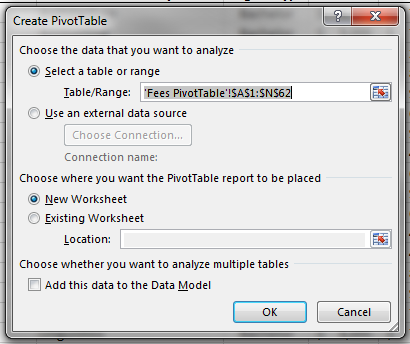 Create PivotTable
Choose the data that you want to analyze
Select a table or range
Table/Range: 'Fees PivotTable'!$A$1:$N$62
Use an external data source
Choose Connection...
Connection name:
Choose where you want the PivotTable report to be placed
New Worksheet
Existing Worksheet
Location:
Choose whether you want to analyze multiple tables
Add this data to the Data Model
OK Cancel